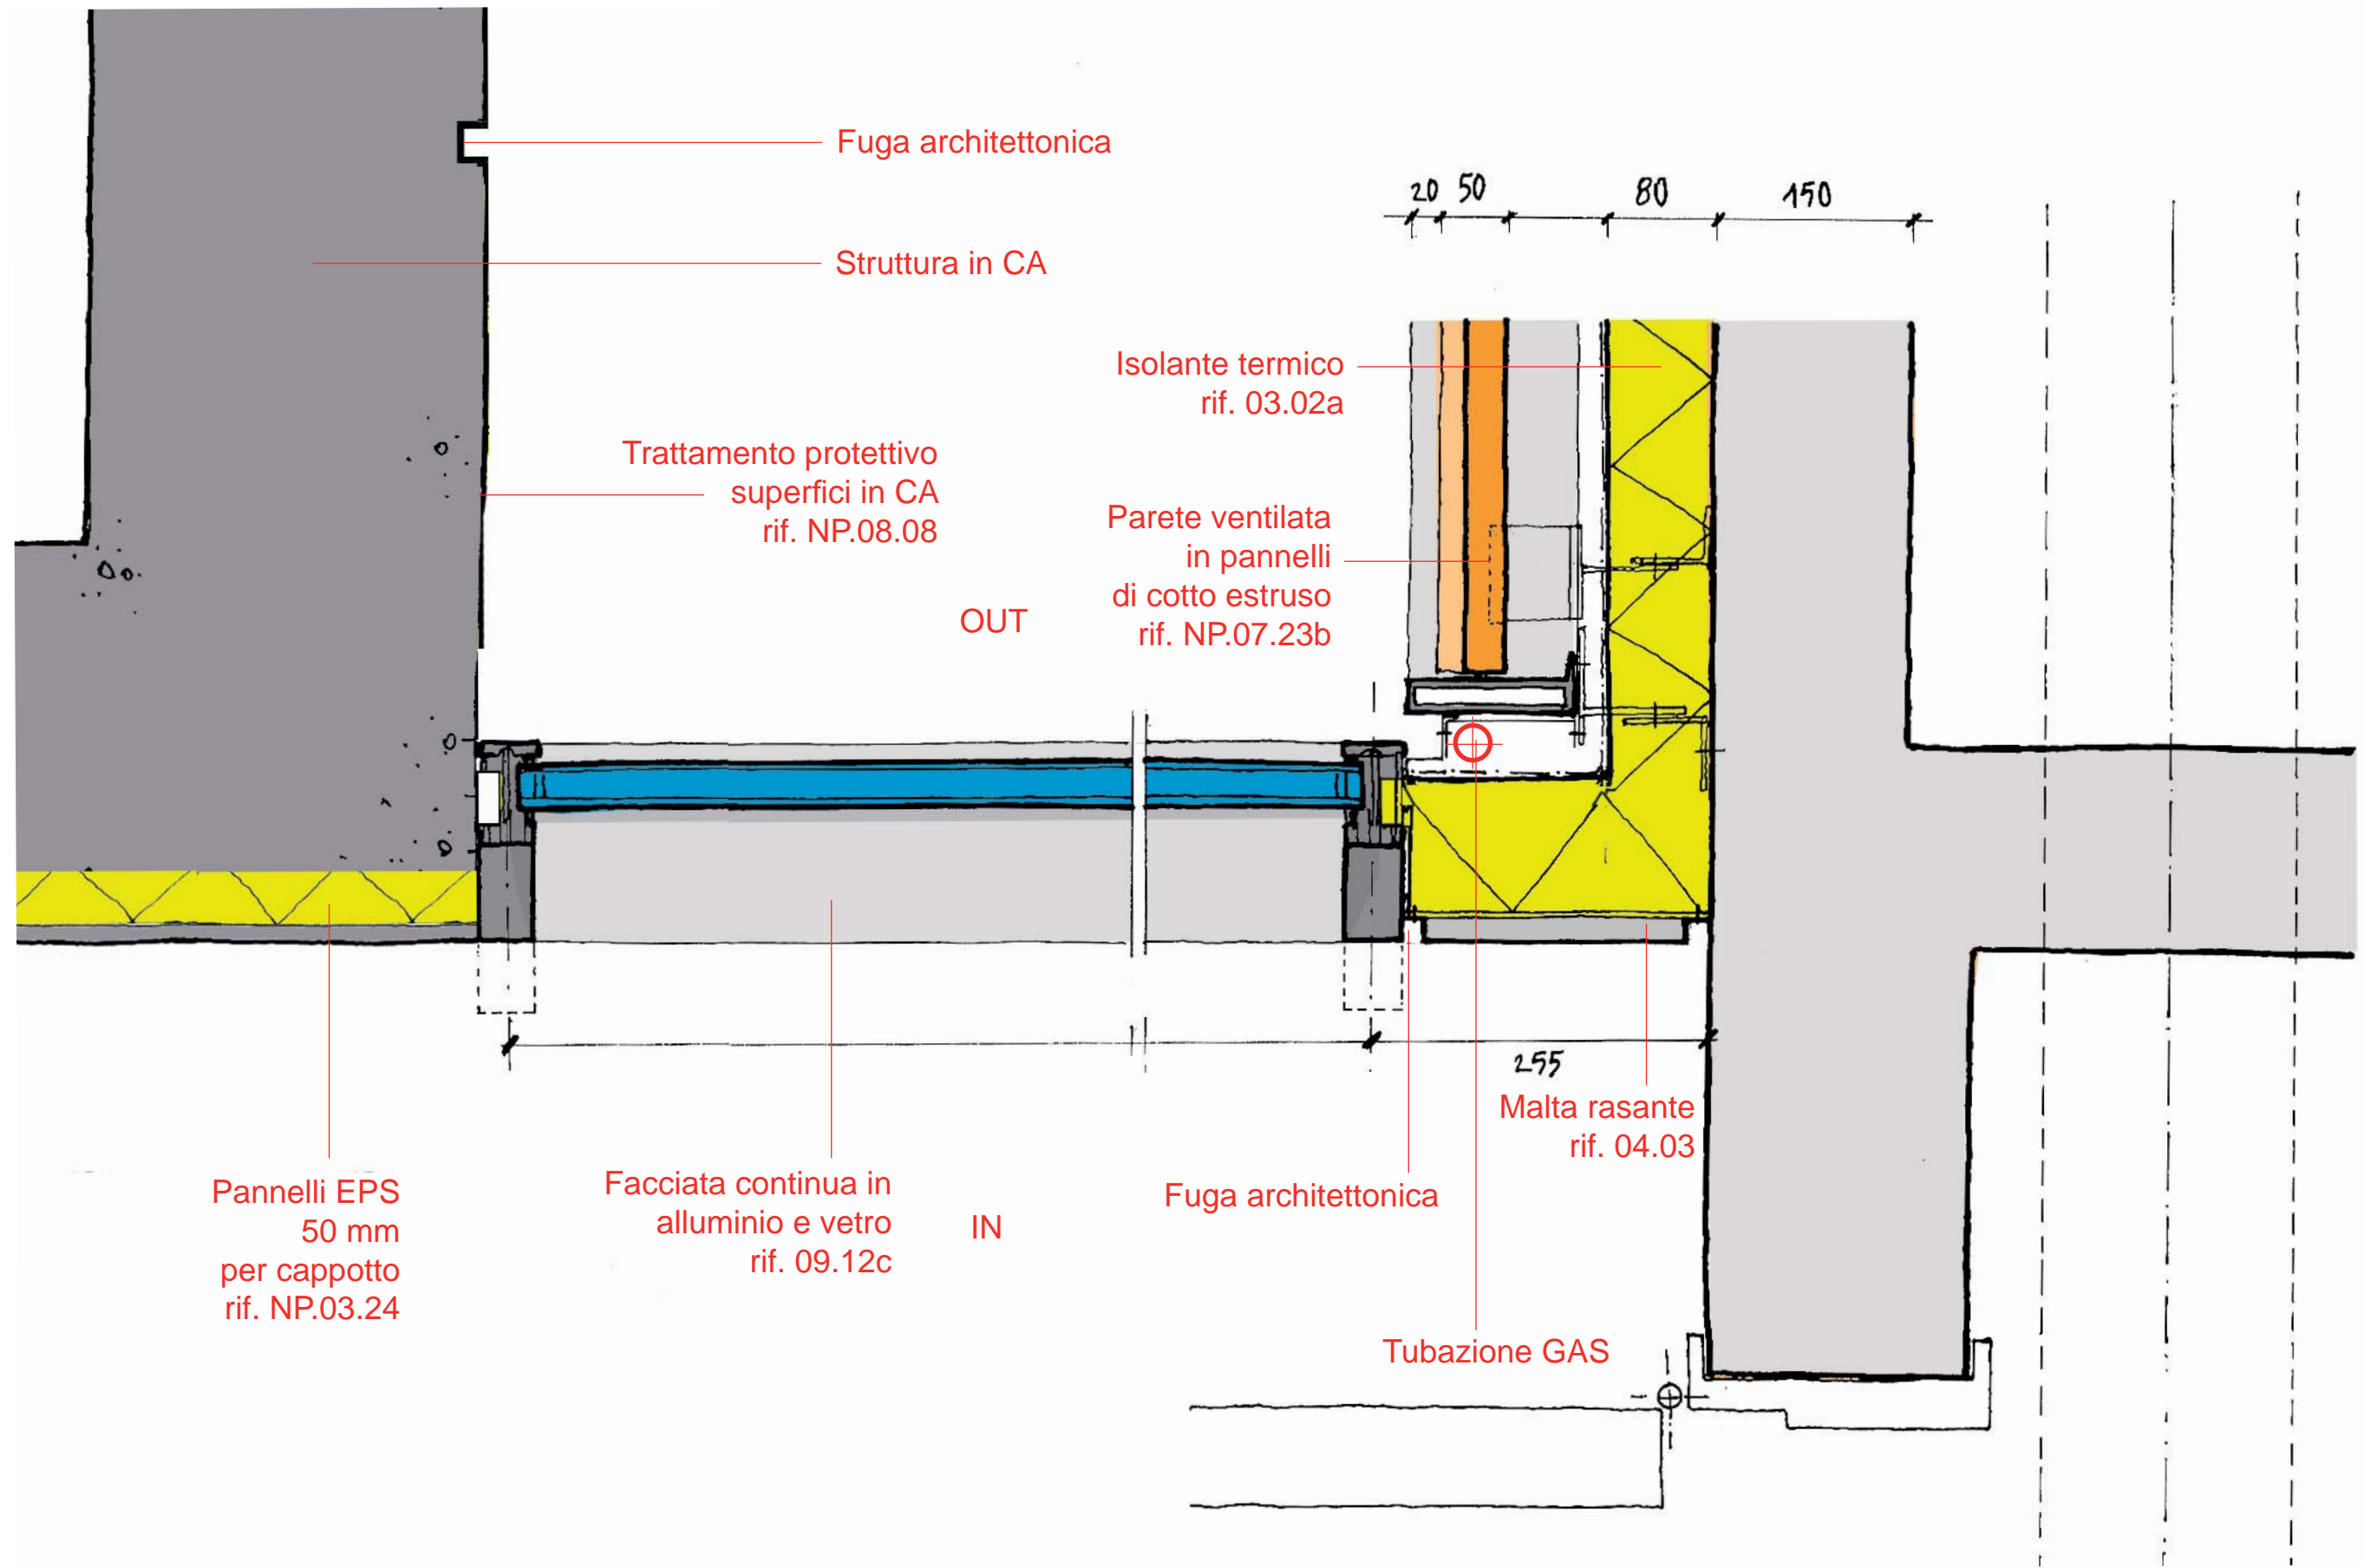 Fuga architettonica
20 50 80 150
Struttura in CA
Isolante termico
rif. 03.02a
Trattamento protettivo
superfici in CA
rif. NP.08.08
Parete ventilata
in pannelli
di cotto estruso
rif. NP.07.23b
OUT
255
Malta rasante
rif. 04.03
Pannelli EPS
50 mm
per cappotto
rif. NP.03.24
Facciata continua in
alluminio e vetro
rif. 09.12c
IN
Fuga architettonica
Tubazione GAS